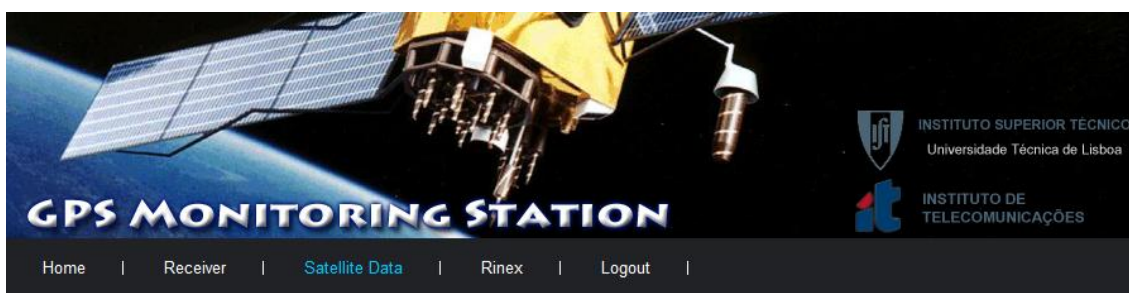 INSTITUTO SUPERIOR TÉCNICO
Universidade Técnica de Lisboa
INSTITUTO DE
TELECOMUNICAÇÕES
GPS MONITORING STATION
Home | Receiver | Satellite Data | Rinex | Logout |